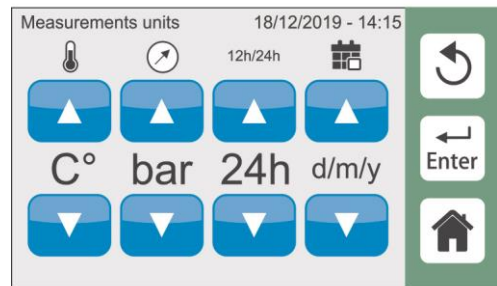 Measurements units 18/12/2019 - 14:15
12h/24h
C° bar 24h d/m/y
Enter